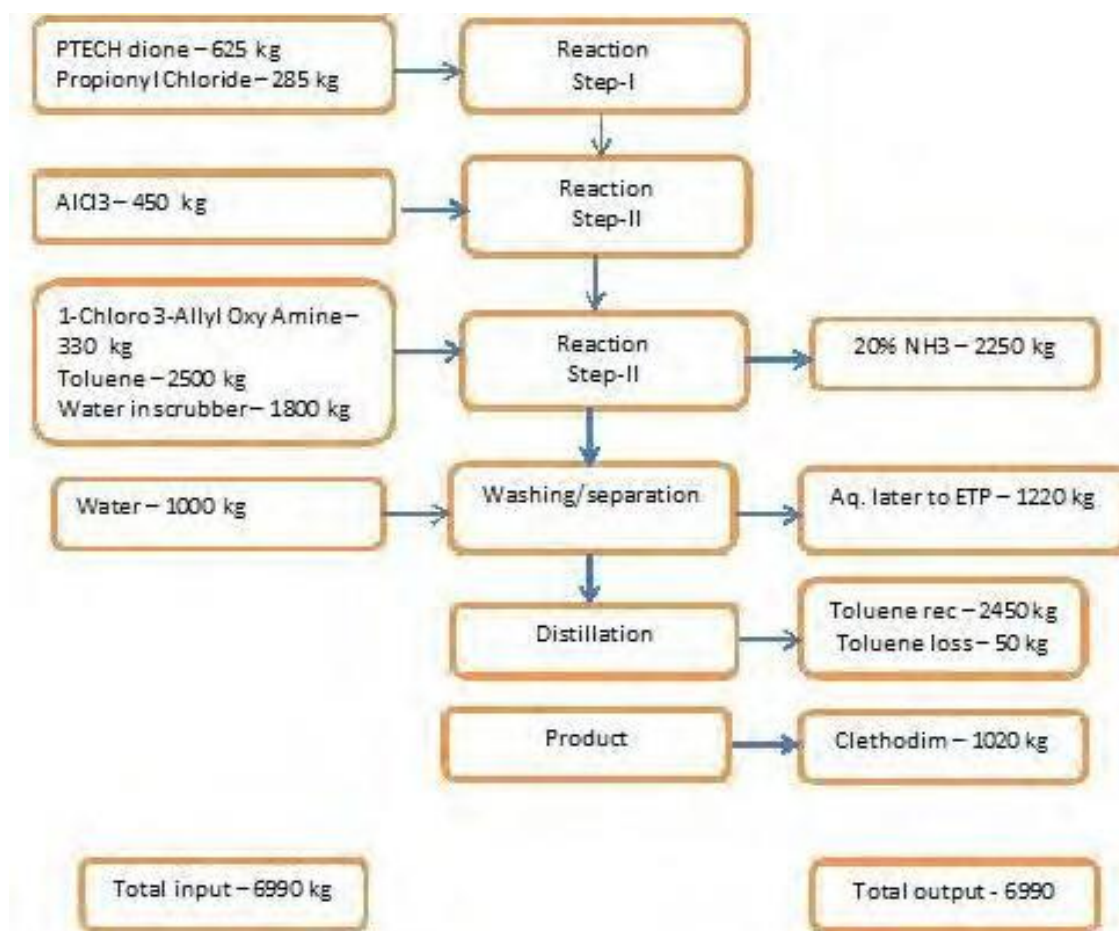 PTECH dione – 625 kg
Propionyl Chloride – 285 kg
Reaction
Step-I
AlCl3 – 450 kg
Reaction
Step-II
1-Chloro 3-Allyl Oxy Amine –
330 kg
Toluene – 2500 kg
Water in scrubber – 1800 kg
Reaction
Step-II
20% NH3 – 2250 kg
Water – 1000 kg
Washing/separation
Aq. later to ETP – 1220 kg
Distillation
Toluene rec – 2450 kg
Toluene loss – 50 kg
Product
Clethodim – 1020 kg
Total input – 6990 kg
Total output - 6990